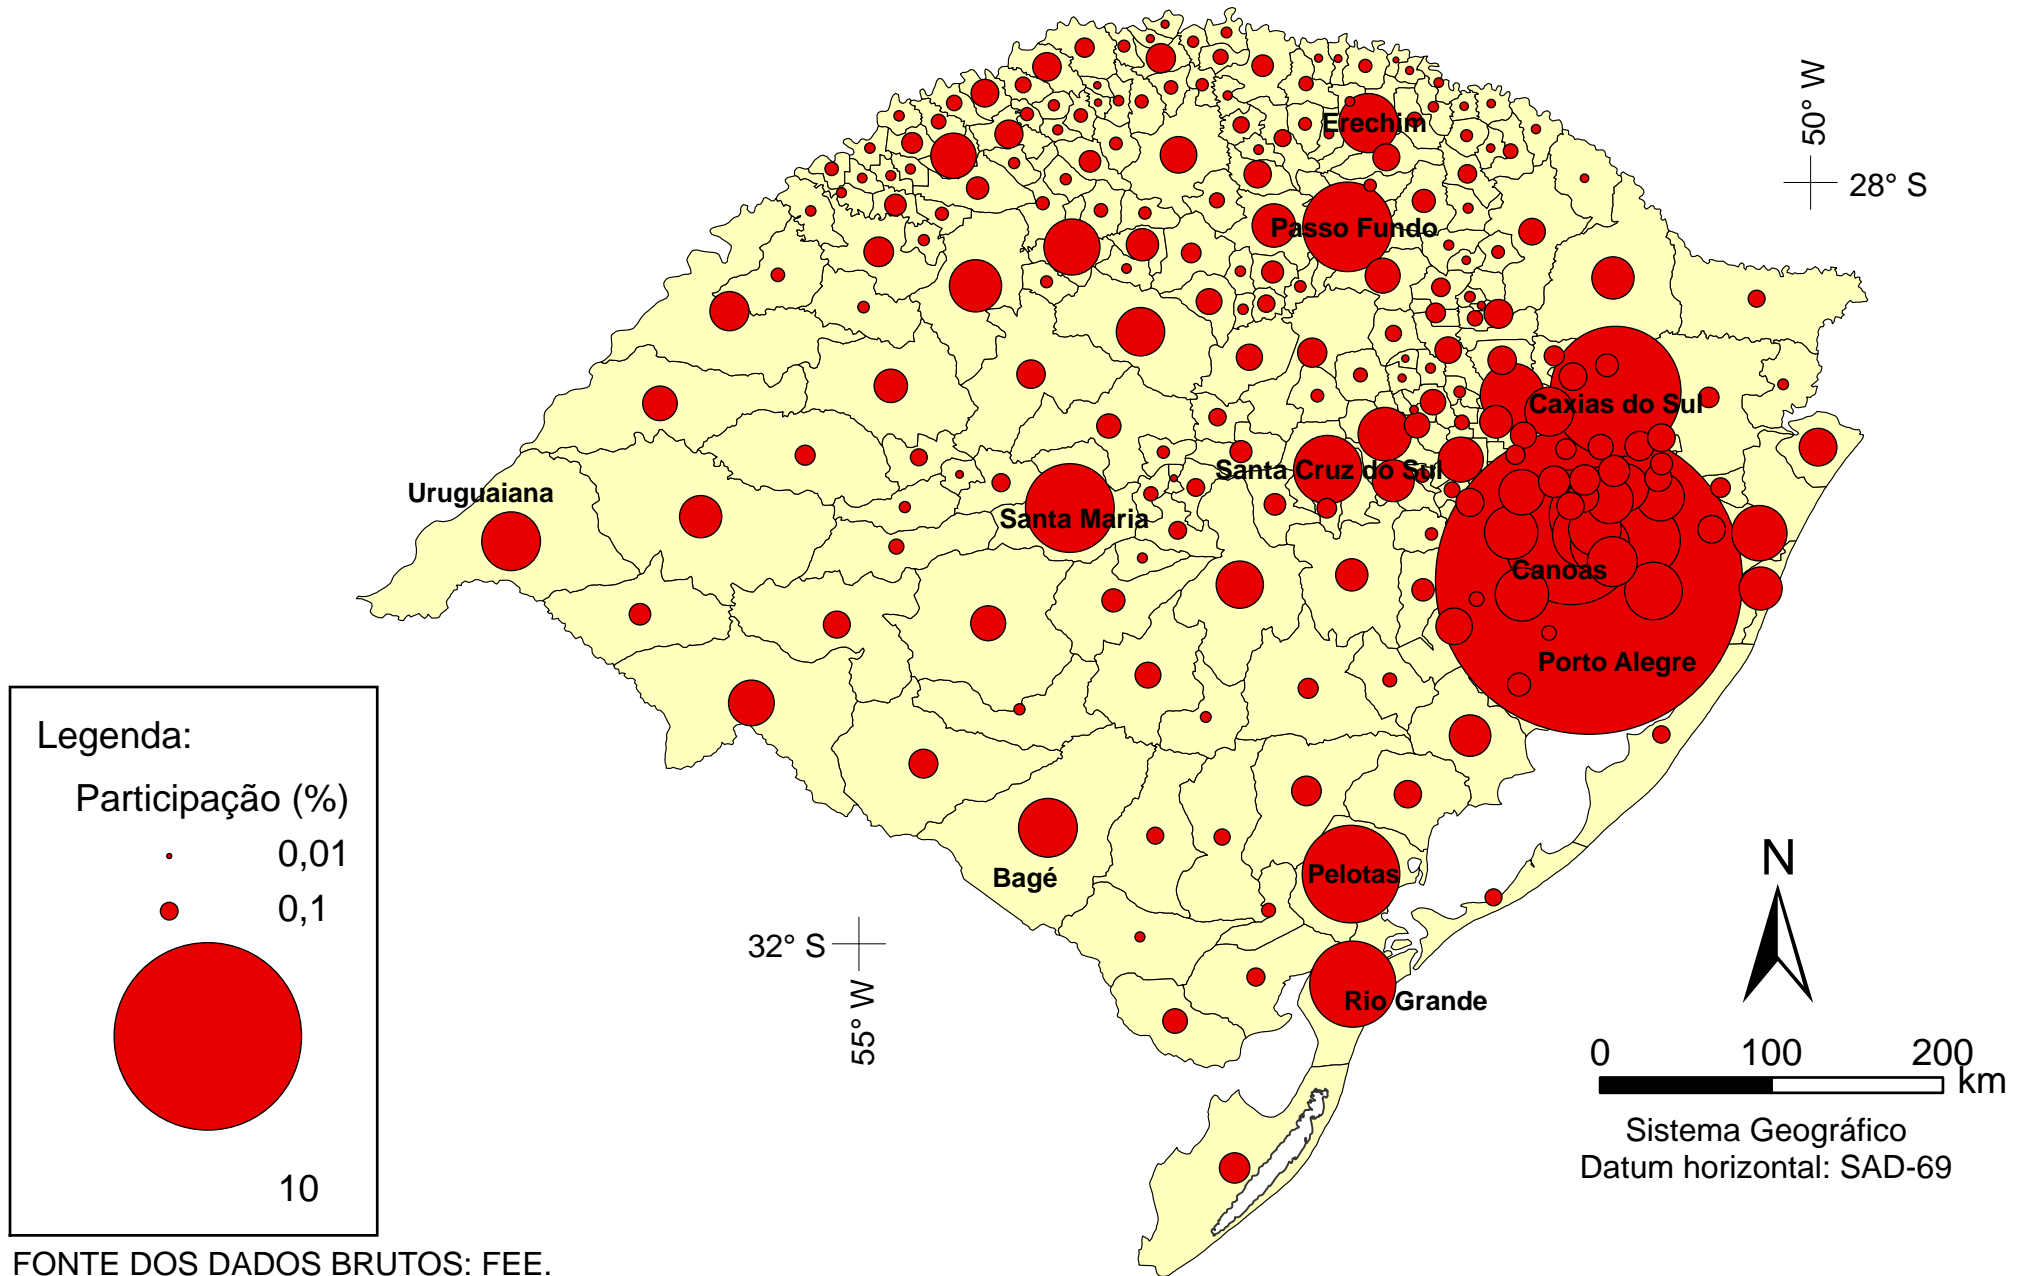 50° W
28° S
Erechim
Passo Fundo
Caxias do Sul
Santa Cruz do Sul
Uruguaiana
Santa Maria
Canoas
Porto Alegre
Legenda:
Participação (%)
0,01
0,1
10
Bagé
Pelotas
N
32° S
55° W
Rio Grande
0 100 200
km
Sistema Geográfico
Datum horizontal: SAD-69
FONTE DOS DADOS BRUTOS: FEE.